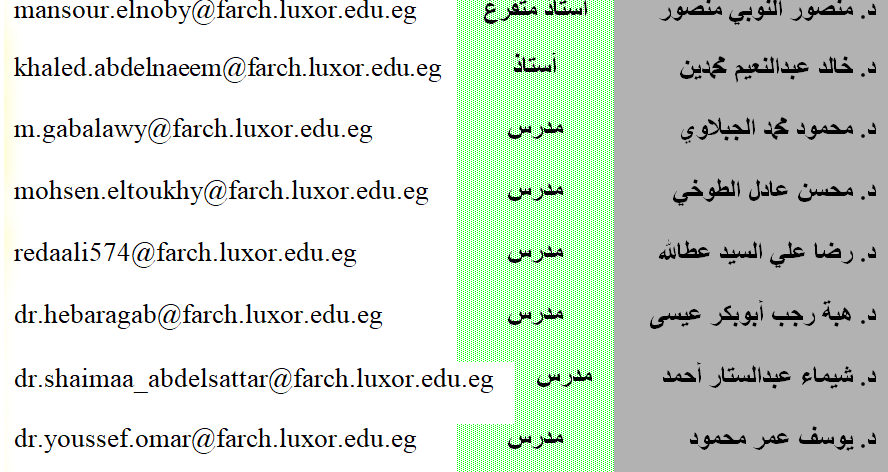 د. منصور النوبي منصور أستاذ متفرغ mansour.elnoby@farch.luxor.edu.eg
د. خالد عبدالنعيم محمدين أستاذ khaled.abdelnaeem@farch.luxor.edu.eg
د. محمود محمد الجبلاوي مدرس m.gabalawy@farch.luxor.edu.eg
د. محسن عادل الطوخي مدرس mohsen.eltoukhy@farch.luxor.edu.eg
د. رضا علي السيد عطالله مدرس redaali574@farch.luxor.edu.eg
د. هبة رجب أبوبكر عيسى مدرس dr.hebaragab@farch.luxor.edu.eg
د. شيماء عبدالستار أحمد مدرس dr.shaimaa_abdelsattar@farch.luxor.edu.eg
د. يوسف عمر محمود مدرس dr.youssef.omar@farch.luxor.edu.eg